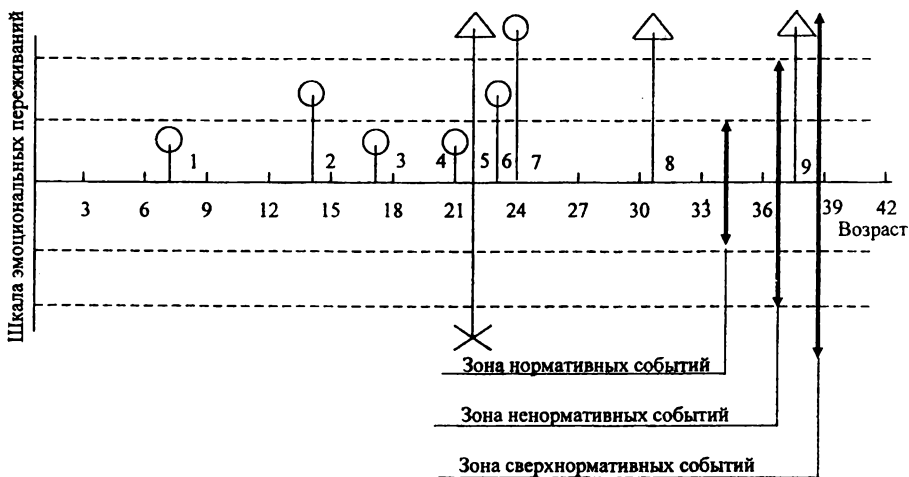 Шкала эмоциональных переживаний
1 2 3 4 5 6 7 8 9
3 6 9 12 15 18 21 24 27 30 33 36 39 42
Возраст
Зона нормативных событий
Зона ненормативных событий
Зона сверхнормативных событий